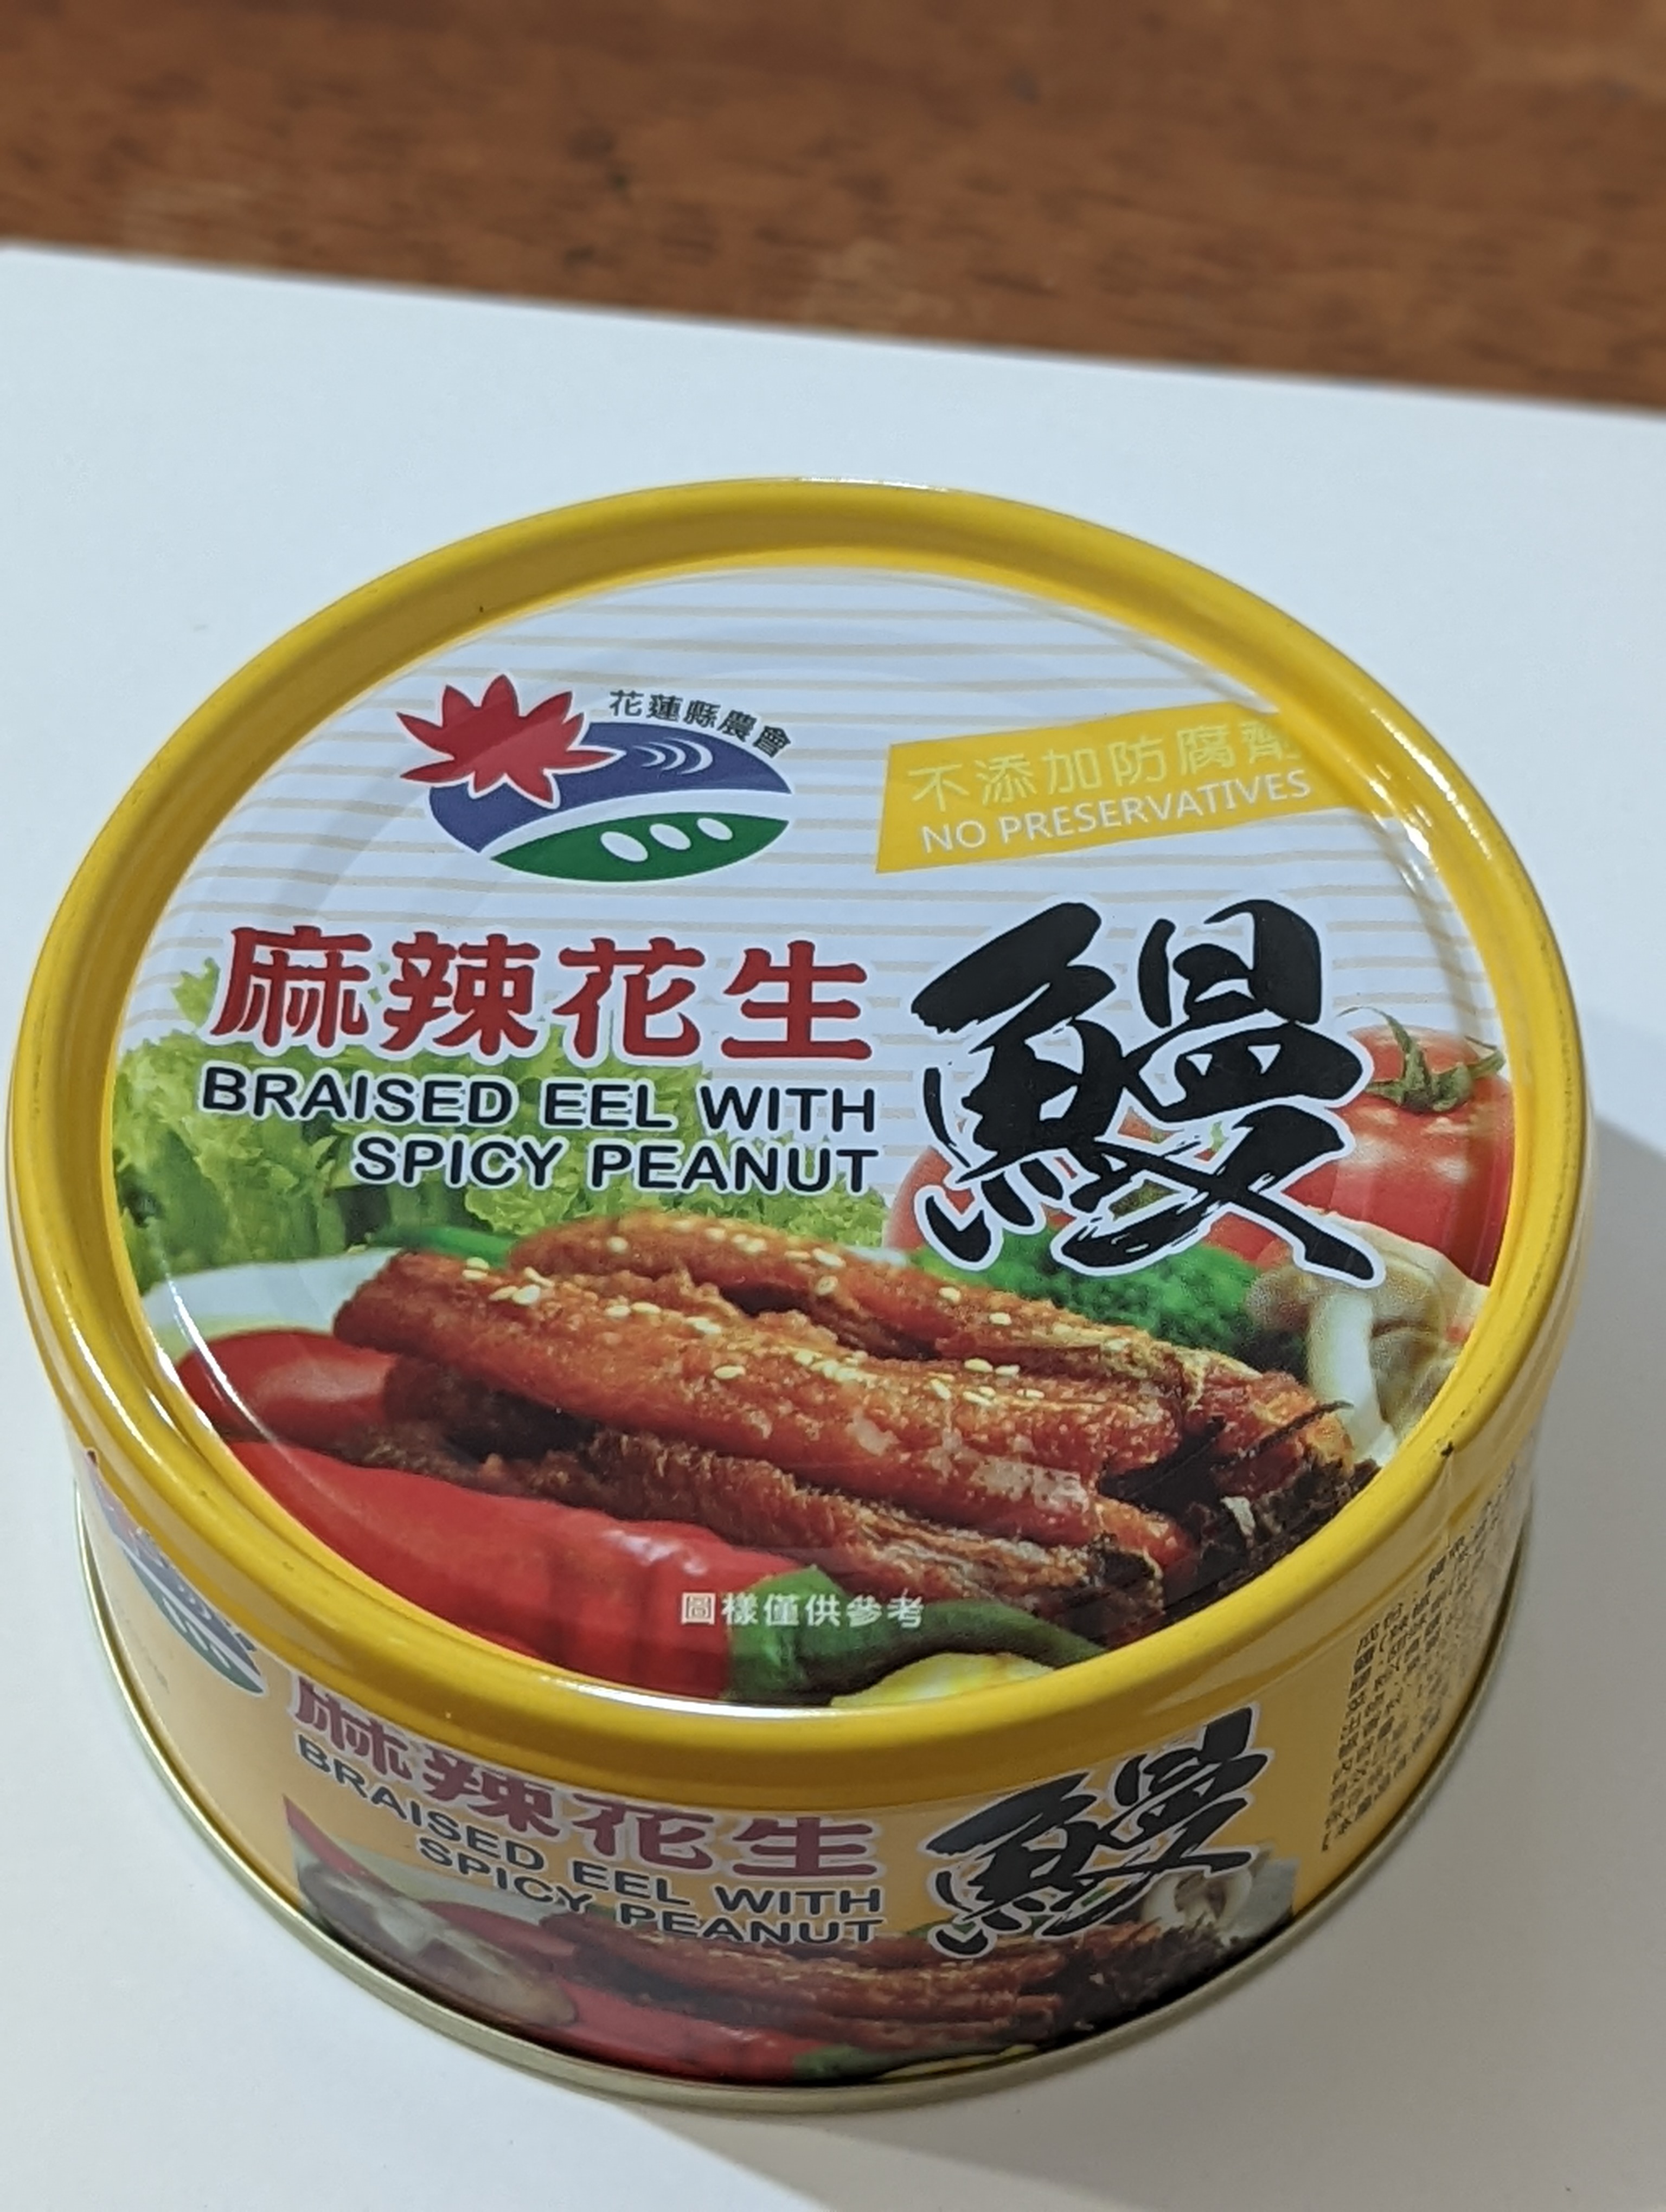 花蓮縣農會
不添加防腐劑
NO PRESERVATIVES
麻辣花生
鰻
BRAISED EEL WITH
SPICY PEANUT
圖樣僅供參考
麻辣花生
鰻
BRAISED EEL WITH
SPICY PEANUT